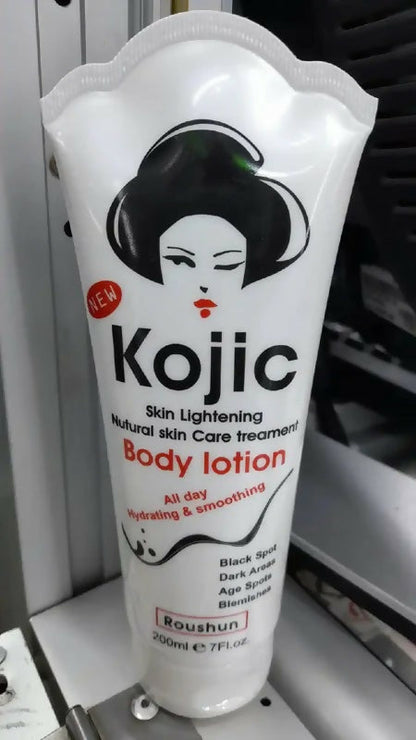 NEW
Kojic
Skin Lightening
Nutural skin Care treament
Body lotion
All day
Hydrating & smoothing
Black Spot
Dark Areas
Age Spots
Blemishes
Roushun
200ml ℮ 7Fl.oz.